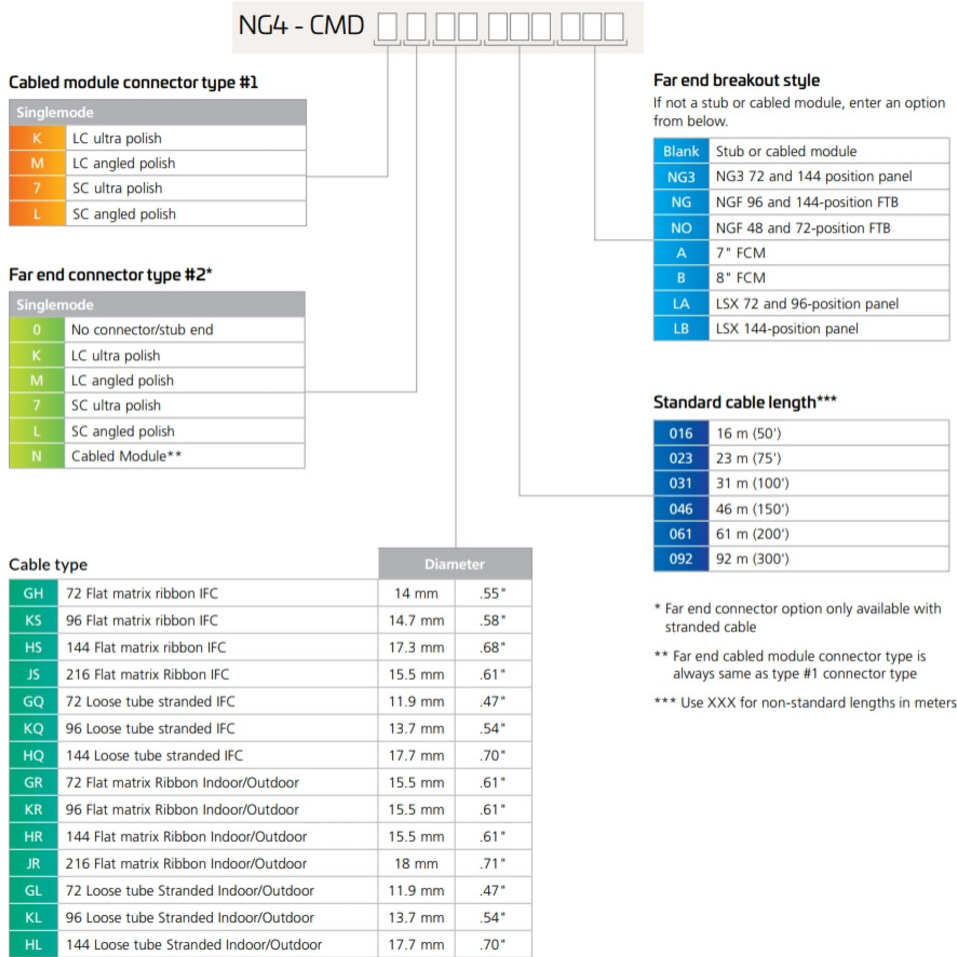 NG4 - CMD
Cabled module connector type #1
Singlemode
K LC ultra polish
M LC angled polish
7 SC ultra polish
L SC angled polish
Far end connector type #2*
Singlemode
0 No connector/stub end
K LC ultra polish
M LC angled polish
7 SC ultra polish
L SC angled polish
N Cabled Module**
Cable type Diameter
GH 72 Flat matrix ribbon IFC 14 mm .55"
KS 96 Flat matrix ribbon IFC 14.7 mm .58"
HS 144 Flat matrix ribbon IFC 17.3 mm .68"
JS 216 Flat matrix Ribbon IFC 15.5 mm .61"
GQ 72 Loose tube stranded IFC 11.9 mm .47"
KQ 96 Loose tube stranded IFC 13.7 mm .54"
HQ 144 Loose tube stranded IFC 17.7 mm .70"
GR 72 Flat matrix Ribbon Indoor/Outdoor 15.5 mm .61"
KR 96 Flat matrix Ribbon Indoor/Outdoor 15.5 mm .61"
HR 144 Flat matrix Ribbon Indoor/Outdoor 15.5 mm .61"
JR 216 Flat matrix Ribbon Indoor/Outdoor 18 mm .71"
GL 72 Loose tube Stranded Indoor/Outdoor 11.9 mm .47"
KL 96 Loose tube Stranded Indoor/Outdoor 13.7 mm .54"
HL 144 Loose tube Stranded Indoor/Outdoor 17.7 mm .70"
Far end breakout style
If not a stub or cabled module, enter an option
from below.
Blank Stub or cabled module
NG3 NG3 72 and 144 position panel
NG NGF 96 and 144-position FTB
NO NGF 48 and 72-position FTB
A 7" FCM
B 8" FCM
LA LSX 72 and 96-position panel
LB LSX 144-position panel
Standard cable length***
016 16 m (50')
023 23 m (75')
031 31 m (100')
046 46 m (150')
061 61 m (200')
092 92 m (300')
* Far end connector option only available with
stranded cable
** Far end cabled module connector type is
always same as type #1 connector type
*** Use XXX for non-standard lengths in meters